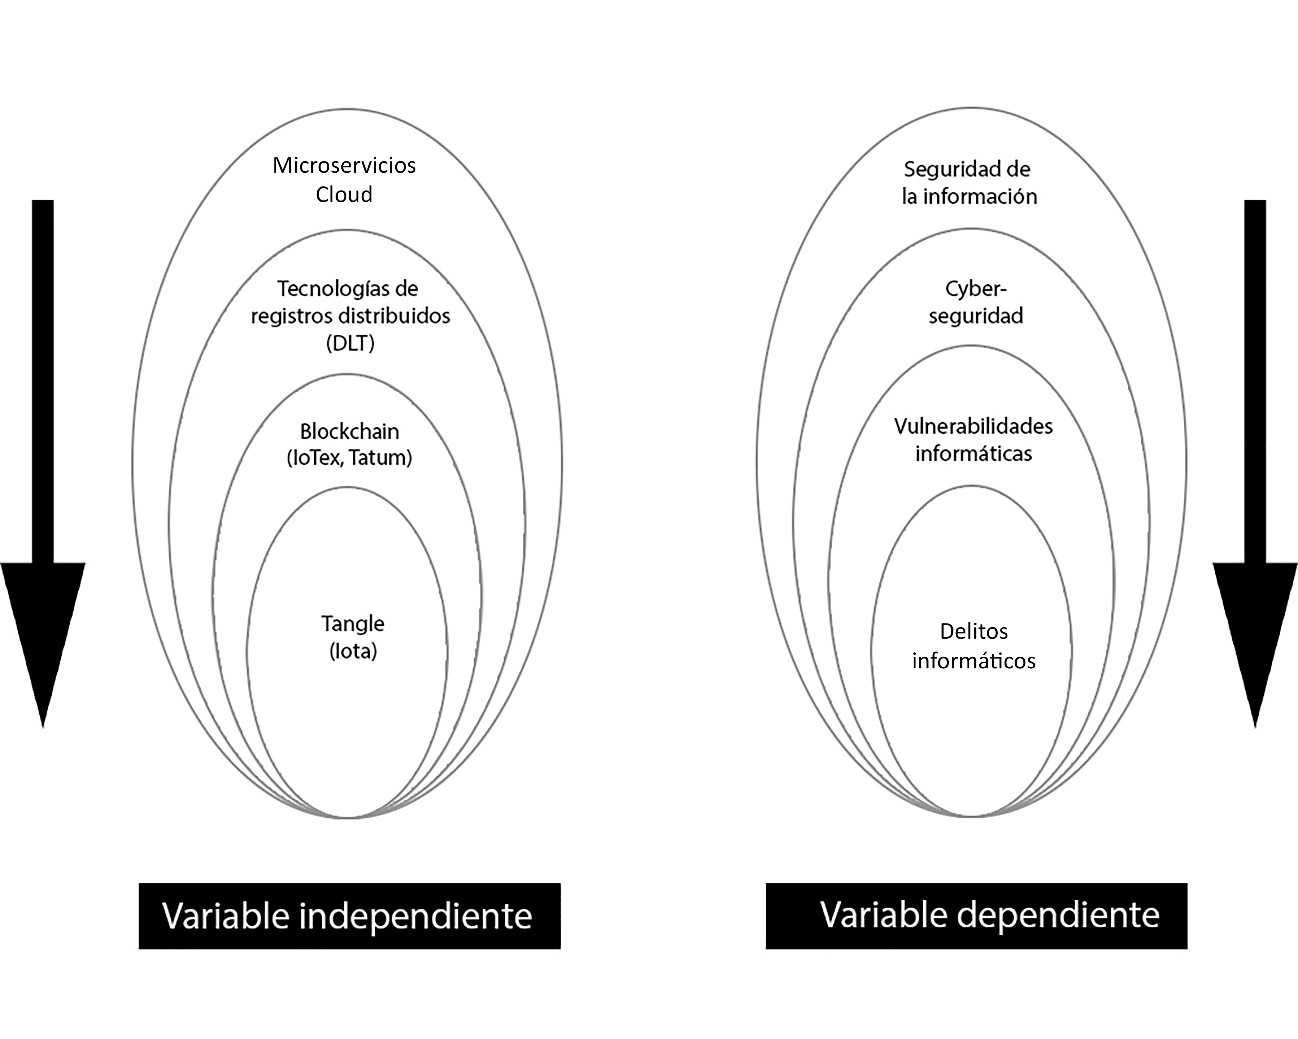 Microservicios
Cloud
Tecnologías de
registros distribuidos
(DLT)
Blockchain
(IoTex, Tatum)
Tangle
(Iota)
Variable independiente
Seguridad de
la información
Cyber-
seguridad
Vulnerabilidades
informáticas
Delitos
informáticos
Variable dependiente